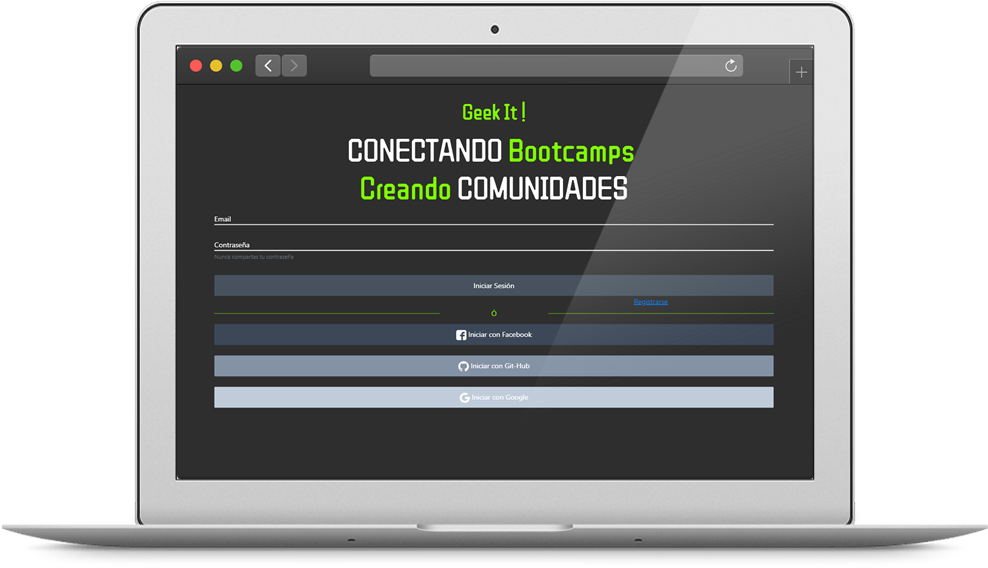 Geek It!
CONECTANDO Bootcamps
Creando COMUNIDADES
Email
Contraseña
Nunca compartas tu contraseña
Iniciar Sesión
Registrarse
Ó
Iniciar con Facebook
Iniciar con Git-Hub
Iniciar con Google